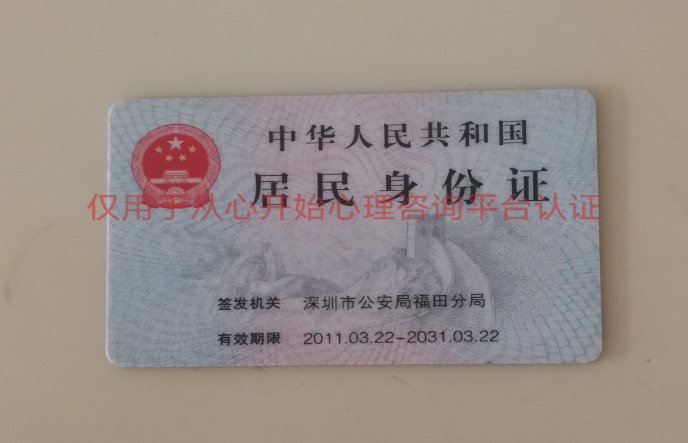 中华人民共和国
居民身份证
仅用于从心开始心理咨询平台认证
签发机关 深圳市公安局福田分局
有效期限 2011.03.22-2031.03.22